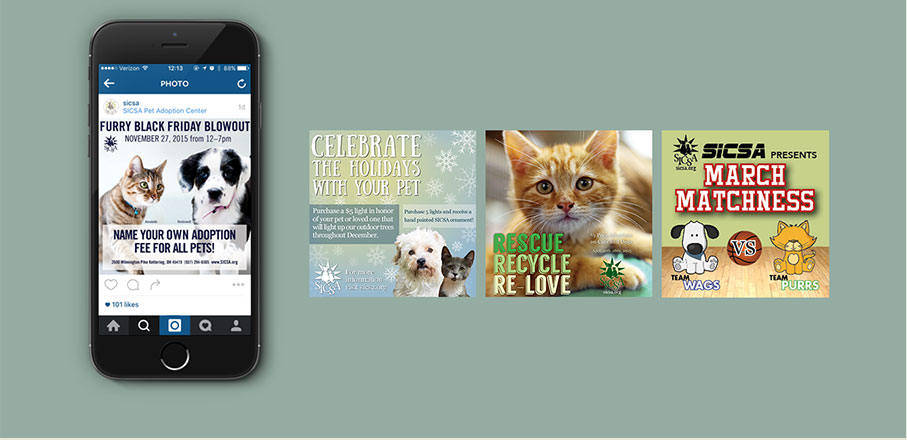 Verizon 12:13 88%
PHOTO
sicsa
SICSA Pet Adoption Center
FURRY BLACK FRIDAY BLOWOUT
NOVEMBER 27, 2015 from 12–7pm
NAME YOUR OWN ADOPTION
FEE FOR ALL PETS!
2600 Wilmington Pike Kettering, OH 45419 (937) 294-6505 www.SICSA.org
101 likes
CELEBRATE
THE HOLIDAYS
WITH YOUR PET
Purchase a $5 light in honor
of your pet or loved one that
will light up our outdoor trees
throughout December.
Purchase 5 lights and receive a
hand painted SICSA ornament!
SICSA
For more
information
visit sicsa.org
RESCUE
RECYCLE
RE-LOVE
SICSA
sicsa.org
SICSA
sicsa.org
SICSA PRESENTS
MARCH
MATCHNESS
VS
TEAM
WAGS
TEAM
PURRS